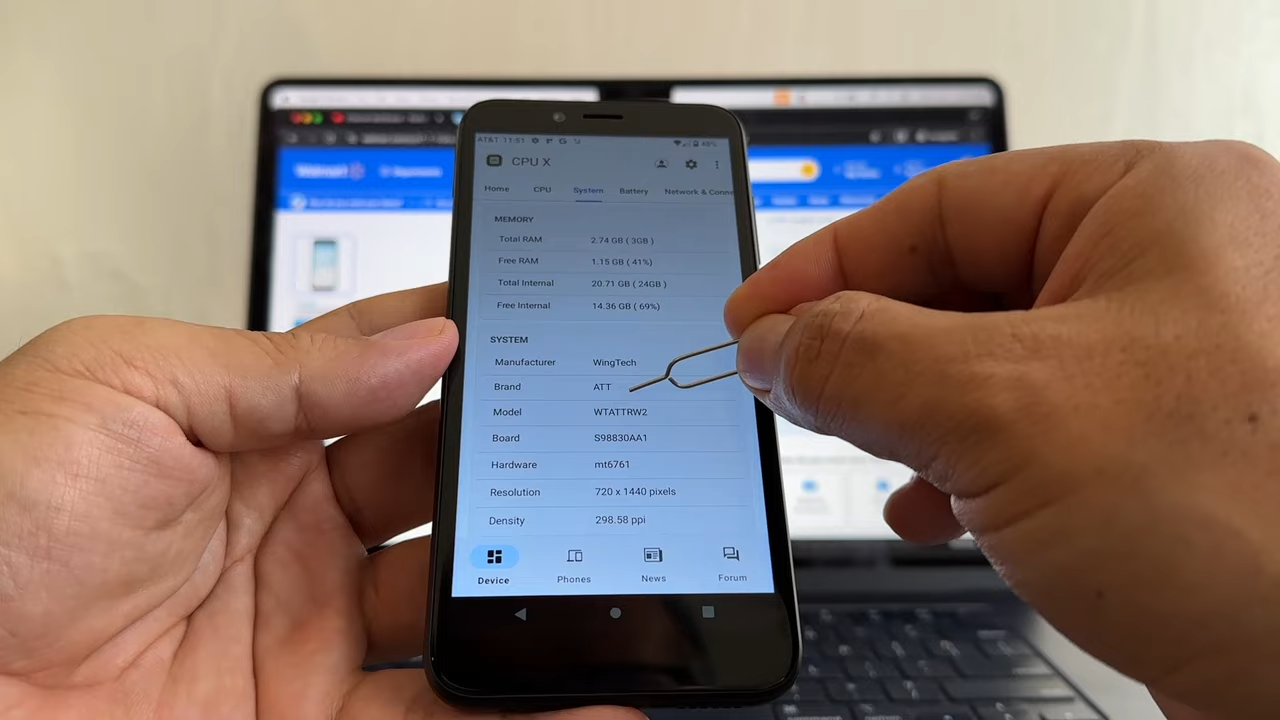 Walmart
AT&T 11:51 48%
CPU X
Home CPU System Battery Network & Conne
MEMORY
Total RAM 2.74 GB ( 3GB )
Free RAM 1.15 GB ( 41%)
Total Internal 20.71 GB ( 24GB )
Free Internal 14.36 GB ( 69%)
SYSTEM
Manufacturer WingTech
Brand ATT
Model WTATTRW2
Board S98830AA1
Hardware mt6761
Resolution 720 x 1440 pixels
Density 298.58 ppi
Device Phones News Forum